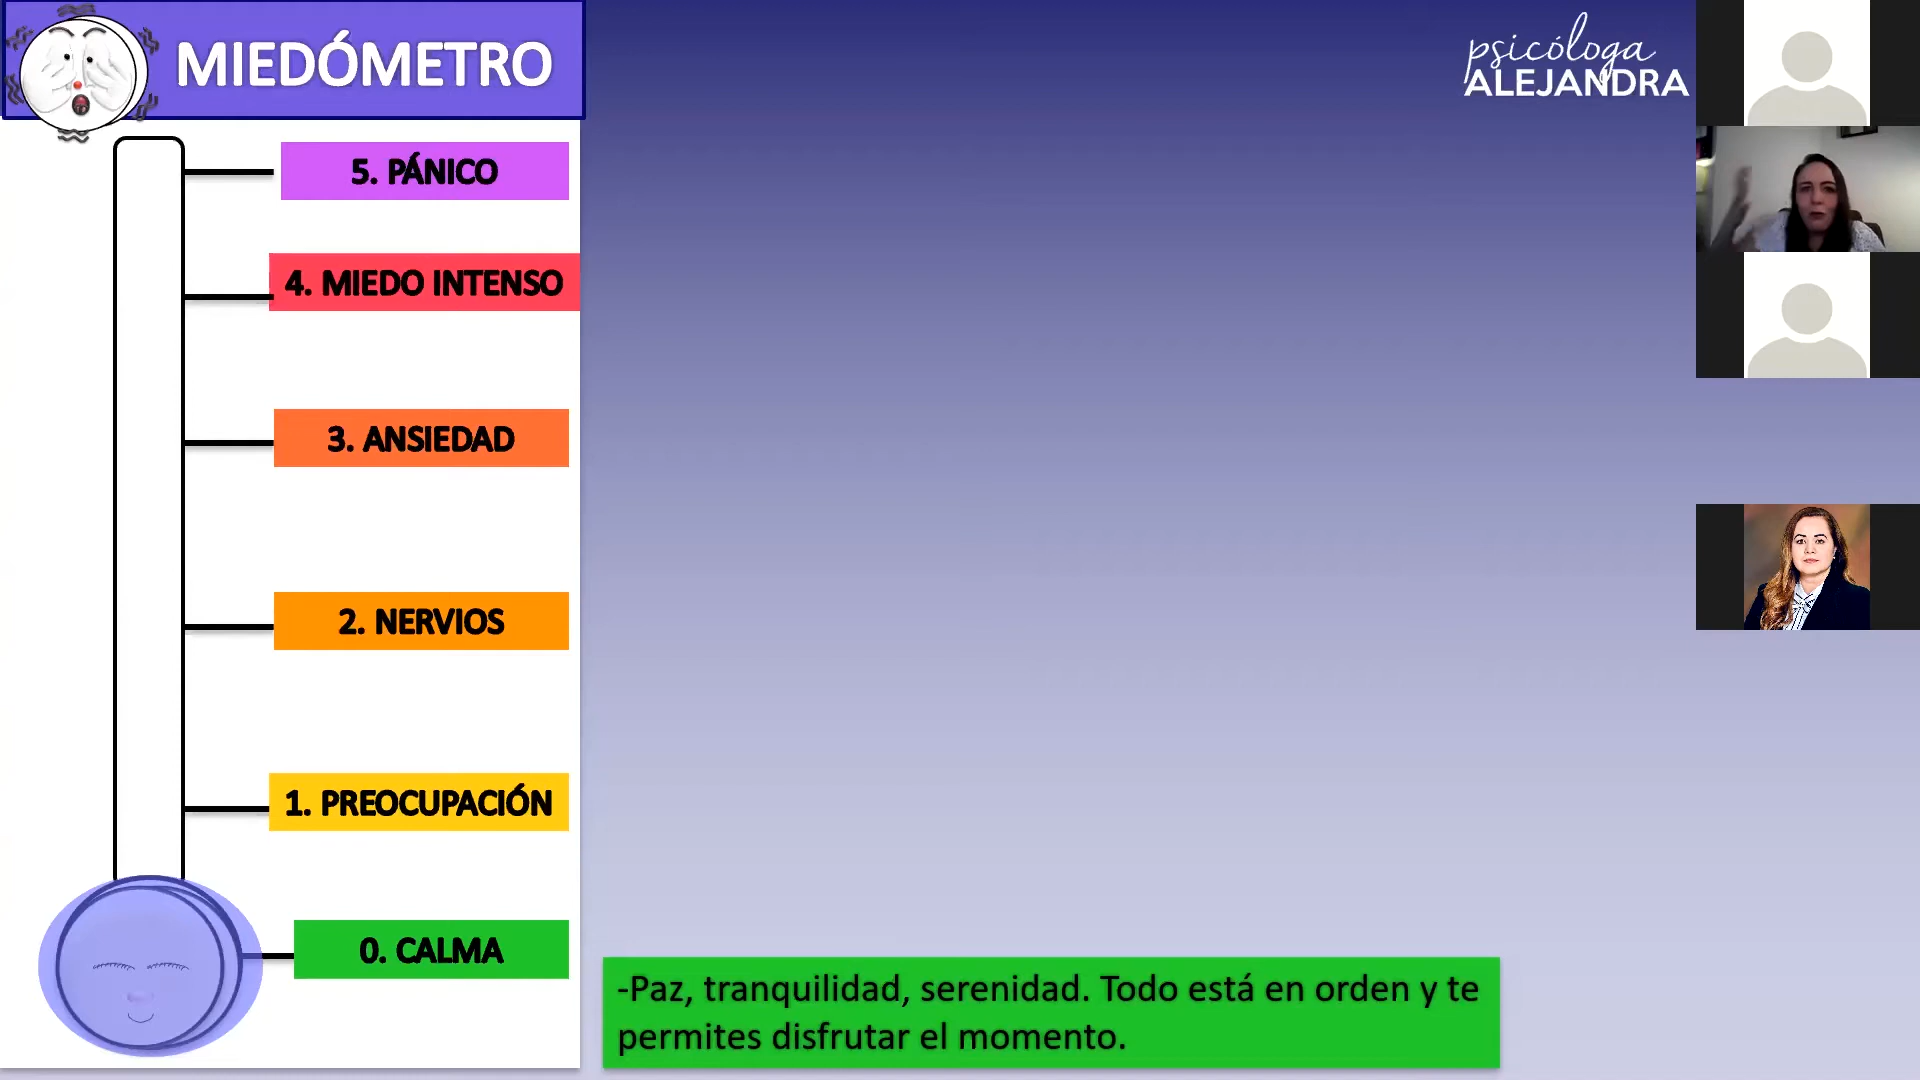 MIEDÓMETRO
psicóloga
ALEJANDRA
5. PÁNICO
4. MIEDO INTENSO
3. ANSIEDAD
2. NERVIOS
1. PREOCUPACIÓN
0. CALMA
-Paz, tranquilidad, serenidad. Todo está en orden y te
permites disfrutar el momento.